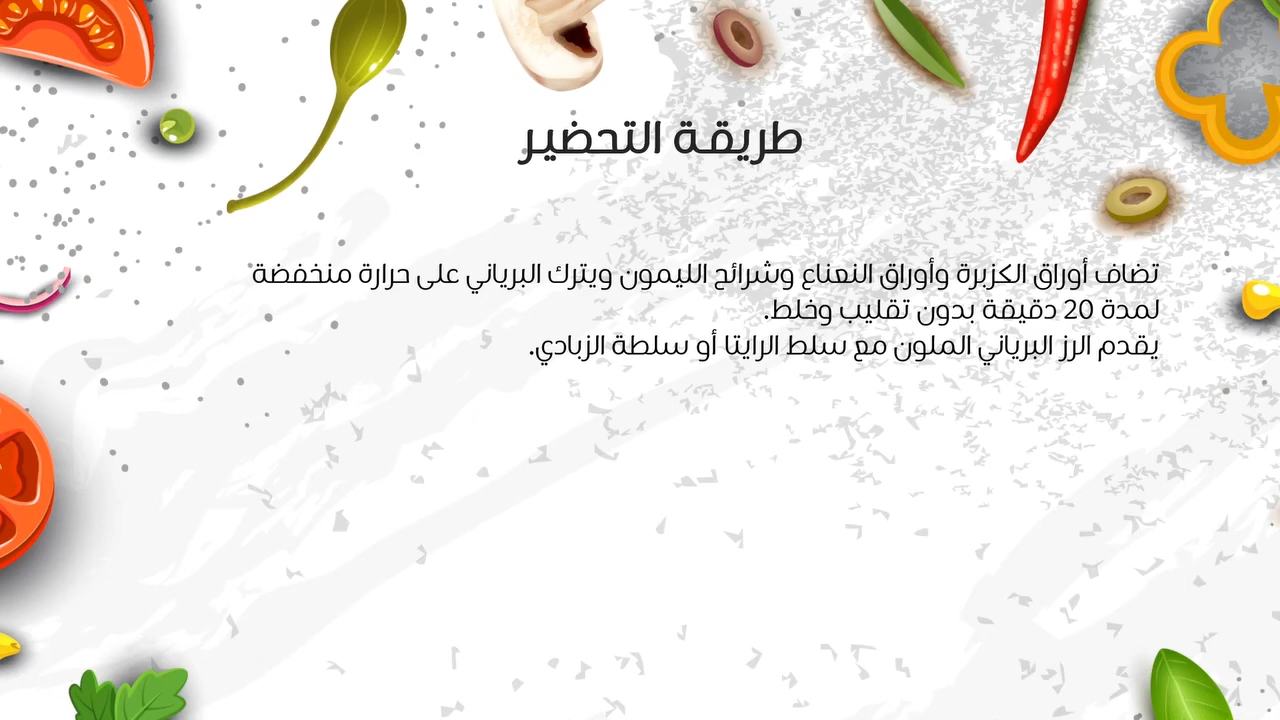 طريقة التحضير
تضاف أوراق الكزبرة وأوراق النعناع وشرائح الليمون ويترك البرياني على حرارة منخفضة
لمدة 20 دقيقة بدون تقليب وخلط.
يقدم الرز البرياني الملون مع سلط الرايتا أو سلطة الزبادي.